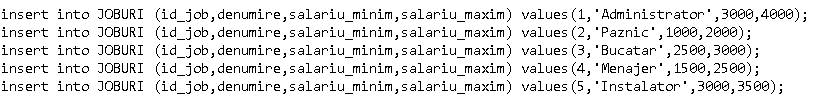 insert into JOBURI (id_job,denumire,salariu_minim,salariu_maxim) values(1,'Administrator',3000,4000);
insert into JOBURI (id_job,denumire,salariu_minim,salariu_maxim) values(2,'Paznic',1000,2000);
insert into JOBURI (id_job,denumire,salariu_minim,salariu_maxim) values(3,'Bucatar',2500,3000);
insert into JOBURI (id_job,denumire,salariu_minim,salariu_maxim) values(4,'Menajer',1500,2500);
insert into JOBURI (id_job,denumire,salariu_minim,salariu_maxim) values(5,'Instalator',3000,3500);